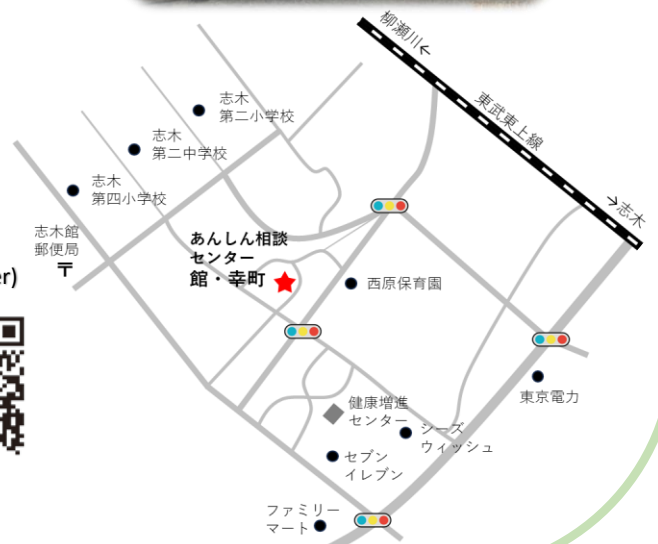 柳瀬川←
東武東上線
→志木
志木
第二小学校
志木
第二中学校
志木
第四小学校
志木館
郵便局
〒
あんしん相談
センター
館・幸町
西原保育園
er)
東京電力
健康増進
センター
シーズ
ウィッシュ
セブン
イレブン
ファミリー
マート